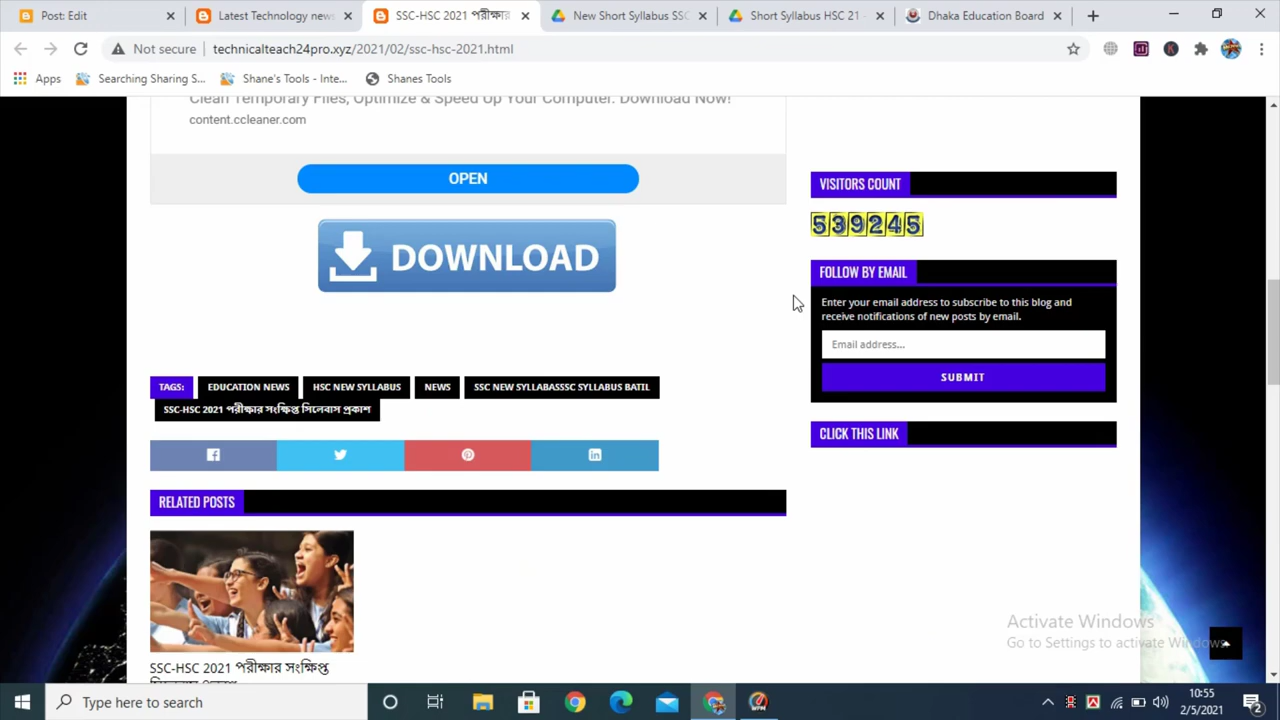 Post: Edit
Latest Technology news
SSC-HSC 2021 পরীক্ষার
New Short Syllabus SSC
Short Syllabus HSC 21 -
Dhaka Education Board
Not secure
technicalteach24pro.xyz/2021/02/ssc-hsc-2021.html
Apps
Searching Sharing S...
Shane's Tools - Inte...
Shanes Tools
Clean Temporary Files, Optimize & Speed Up Your Computer. Download Now!
content.ccleaner.com
OPEN
DOWNLOAD
VISITORS COUNT
539245
FOLLOW BY EMAIL
Enter your email address to subscribe to this blog and
receive notifications of new posts by email.
Email address...
SUBMIT
CLICK THIS LINK
TAGS:
EDUCATION NEWS
HSC NEW SYLLABUS
NEWS
SSC NEW SYLLABASSSC SYLLABUS BATIL
SSC-HSC 2021 পরীক্ষার সংক্ষিপ্ত সিলেবাস প্রকাশ
RELATED POSTS
SSC-HSC 2021 পরীক্ষার সংক্ষিপ্ত
Activate Windows
Go to Settings to activate Windows.
Type here to search
10:55
2/5/2021
2